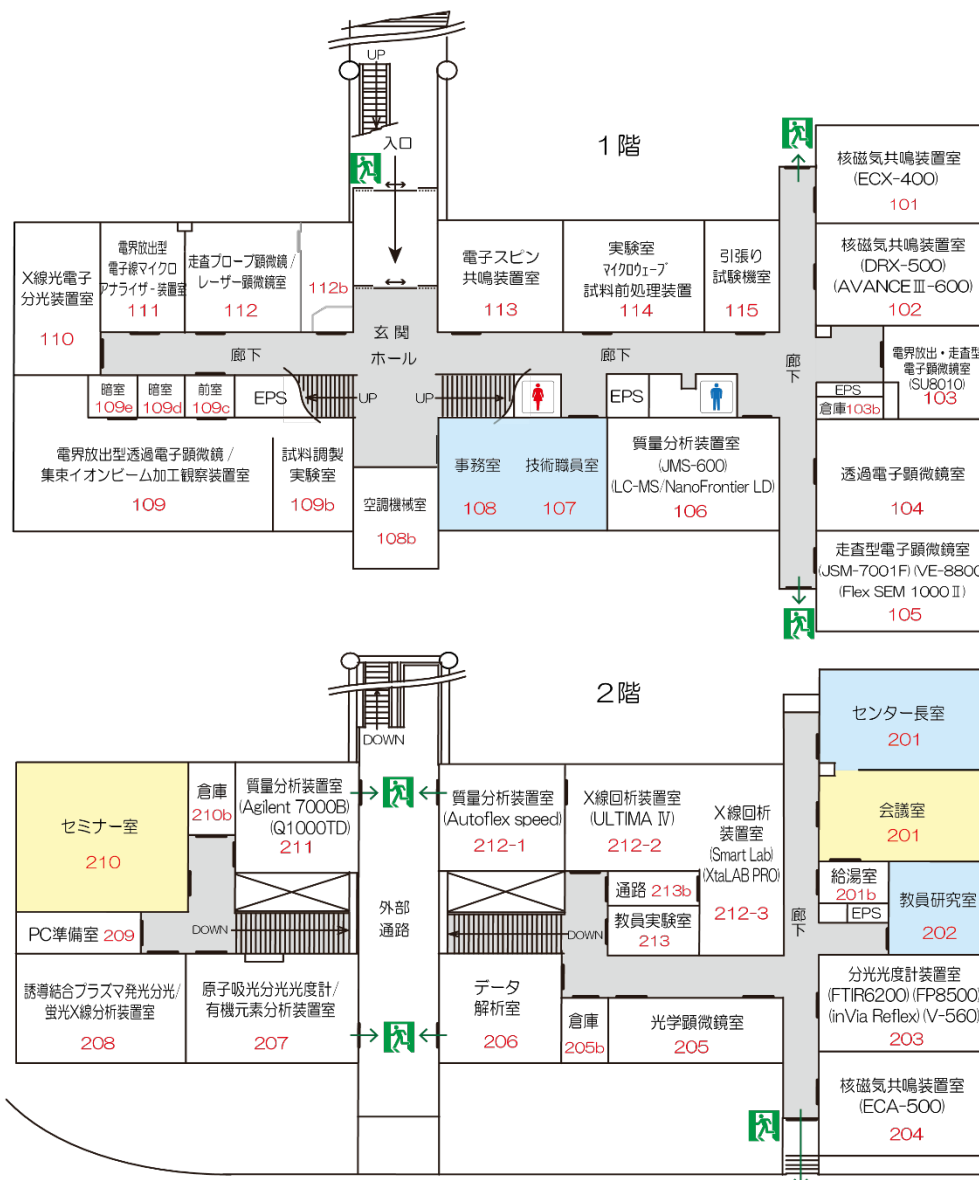 UP
入口
1階
核磁気共鳴装置室
(ECX-400)
101
X線光電子
分光装置室
110
電界放出型
電子線マイクロ
アナライザｰ装置室
111
走査プローブ顕微鏡/
レーザー顕微鏡室
112
112b
電子スピン
共鳴装置室
113
実験室
マイクロウェーブ
試料前処理装置
114
引張り
試験機室
115
核磁気共鳴装置室
(DRX-500)
(AVANCEⅢ-600)
102
玄関
ホール
廊下
廊下
廊下
電界放出・走査型
電子顕微鏡室
(SU8010)
103
EPS
倉庫103b
暗室
109e
暗室
109d
前室
109c
EPS
UP
UP
EPS
電界放出型透過電子顕微鏡/
集束イオンビーム加工観察装置室
109
試料調製
実験室
109b
空調機械室
108b
事務室
108
技術職員室
107
質量分析装置室
(JMS-600)
(LC-MS/NanoFrontier LD)
106
透過電子顕微鏡室
104
走査型電子顕微鏡室
(JSM-7001F)(VE-8800
(Flex SEM 1000Ⅱ)
105
2階
DOWN
センター長室
201
セミナー室
210
倉庫
210b
質量分析装置室
(Agilent 7000B)
(Q1000TD)
211
質量分析装置室
(Autoflex speed)
212-1
X線回析装置室
(ULTIMA Ⅳ)
212-2
X線回析
装置室
(Smart Lab)
(XtaLAB PRO)
212-3
会議室
201
給湯室
201b
EPS
教員研究室
202
通路 213b
教員実験室
213
外部
通路
廊下
PC準備室 209
DOWN
DOWN
誘導結合プラズマ発光分光/
蛍光X線分析装置室
208
原子吸光分光光度計/
有機元素分析装置室
207
データ
解析室
206
倉庫
205b
光学顕微鏡室
205
分光光度計装置室
(FTIR6200)(FP8500)
(inVia Reflex)(V-560)
203
核磁気共鳴装置室
(ECA-500)
204